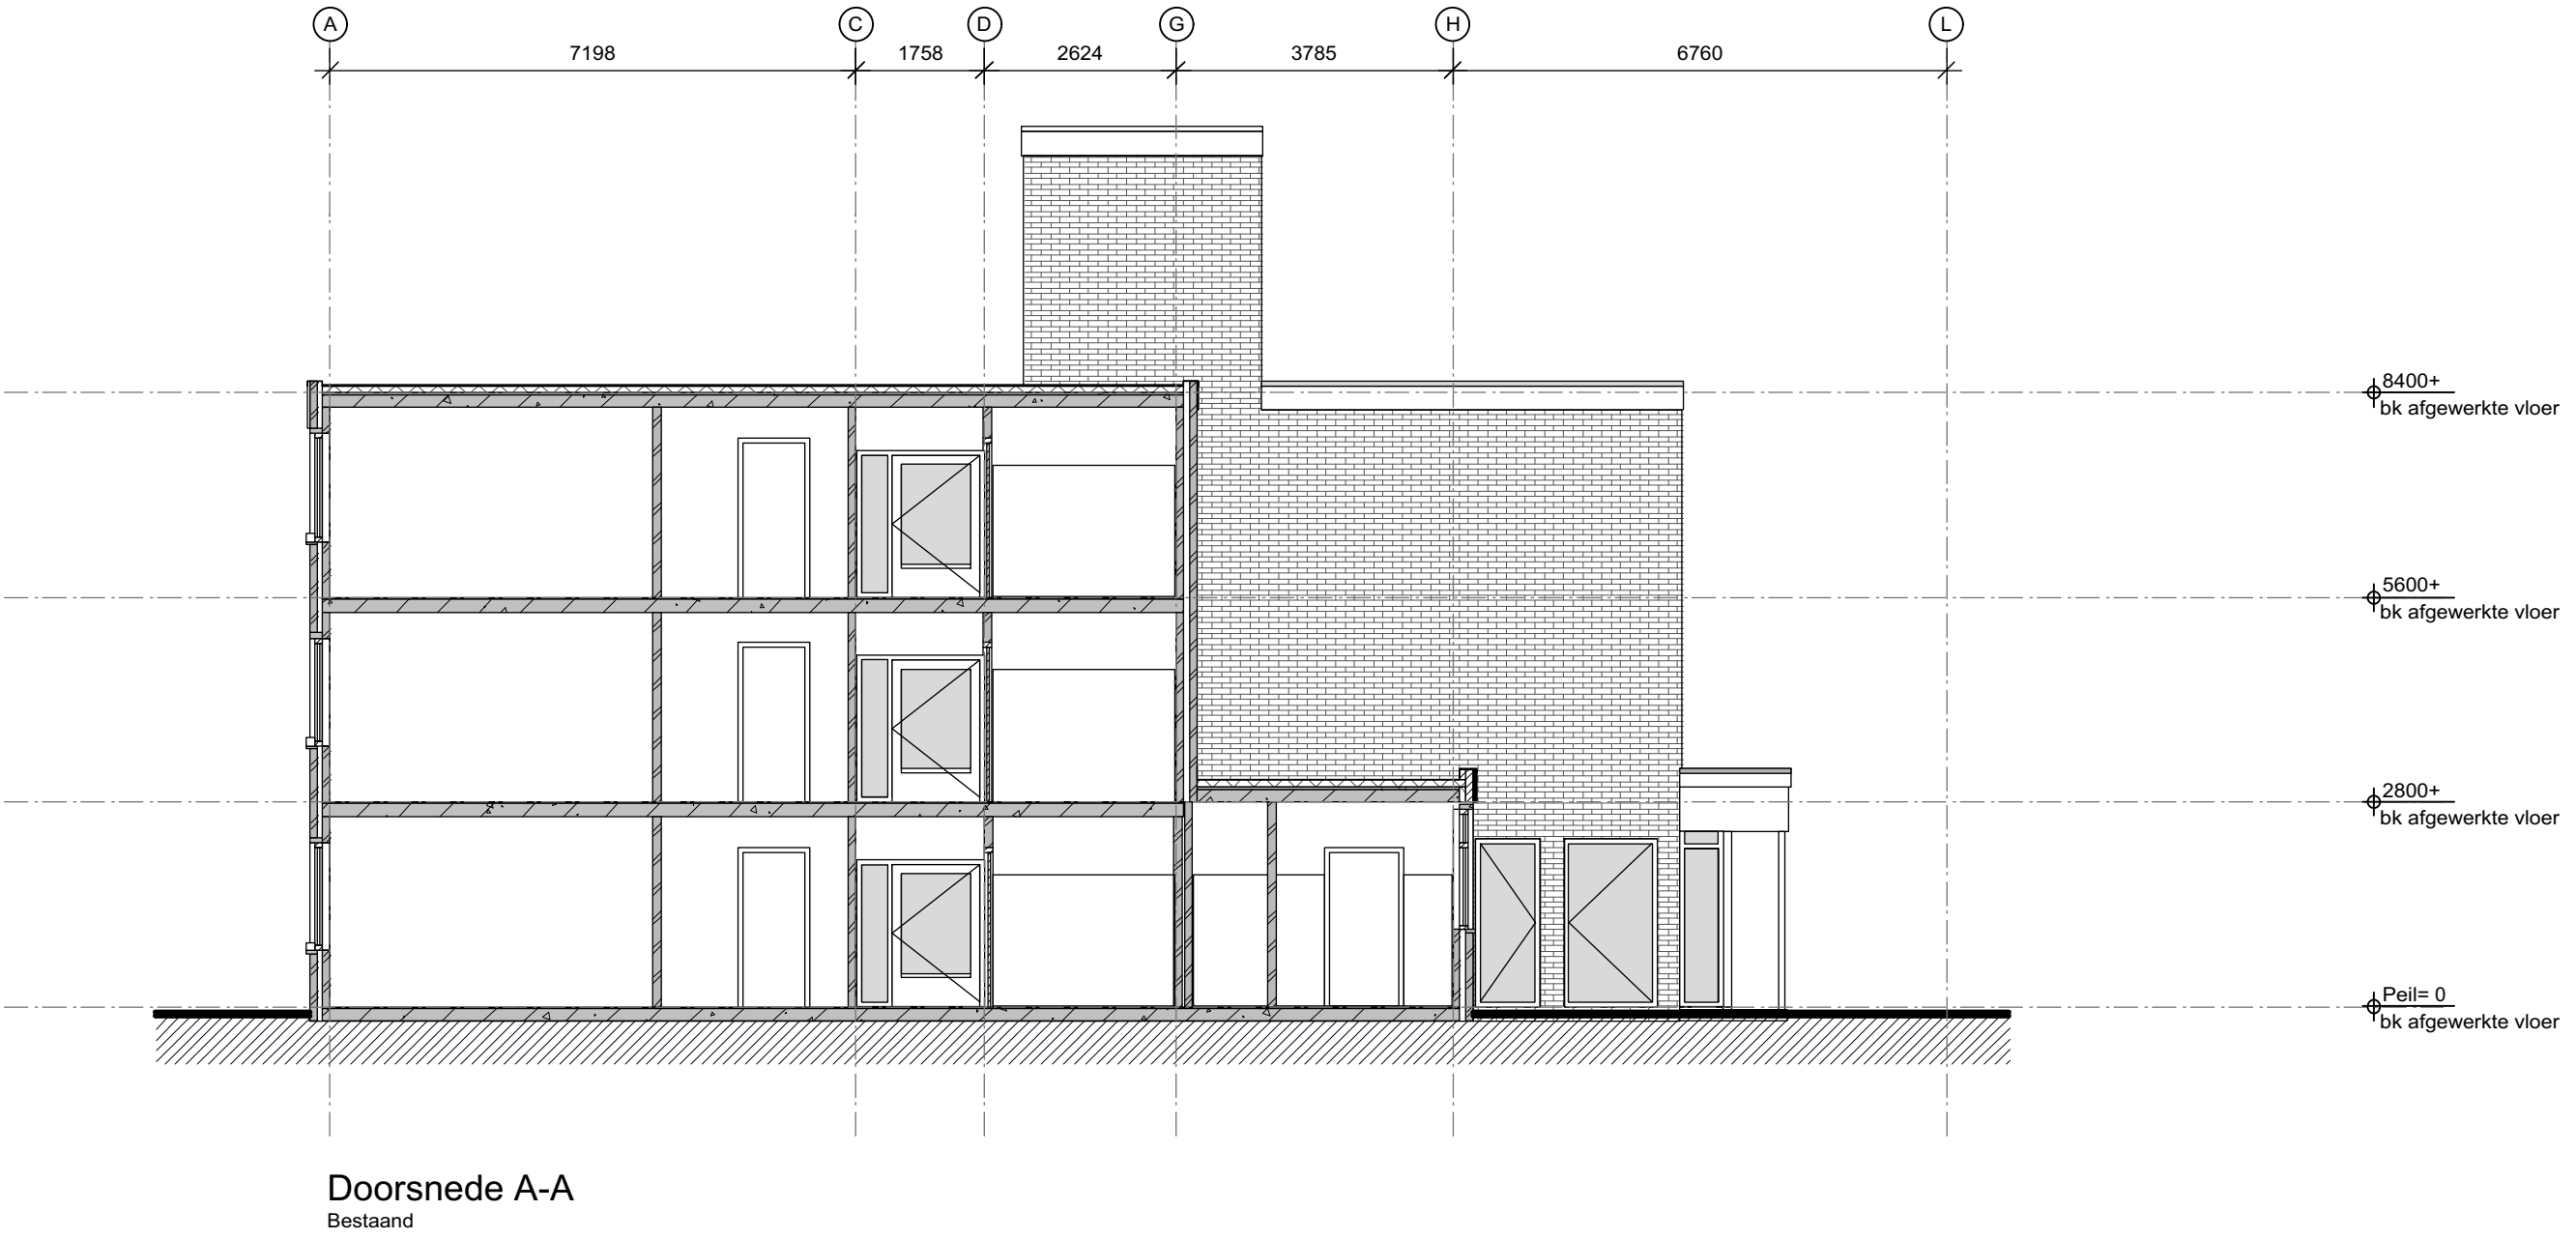 A C D G H L
7198 1758 2624 3785 6760
8400+
bk afgewerkte vloer
5600+
bk afgewerkte vloer
2800+
bk afgewerkte vloer
Peil= 0
bk afgewerkte vloer
Doorsnede A-A
Bestaand